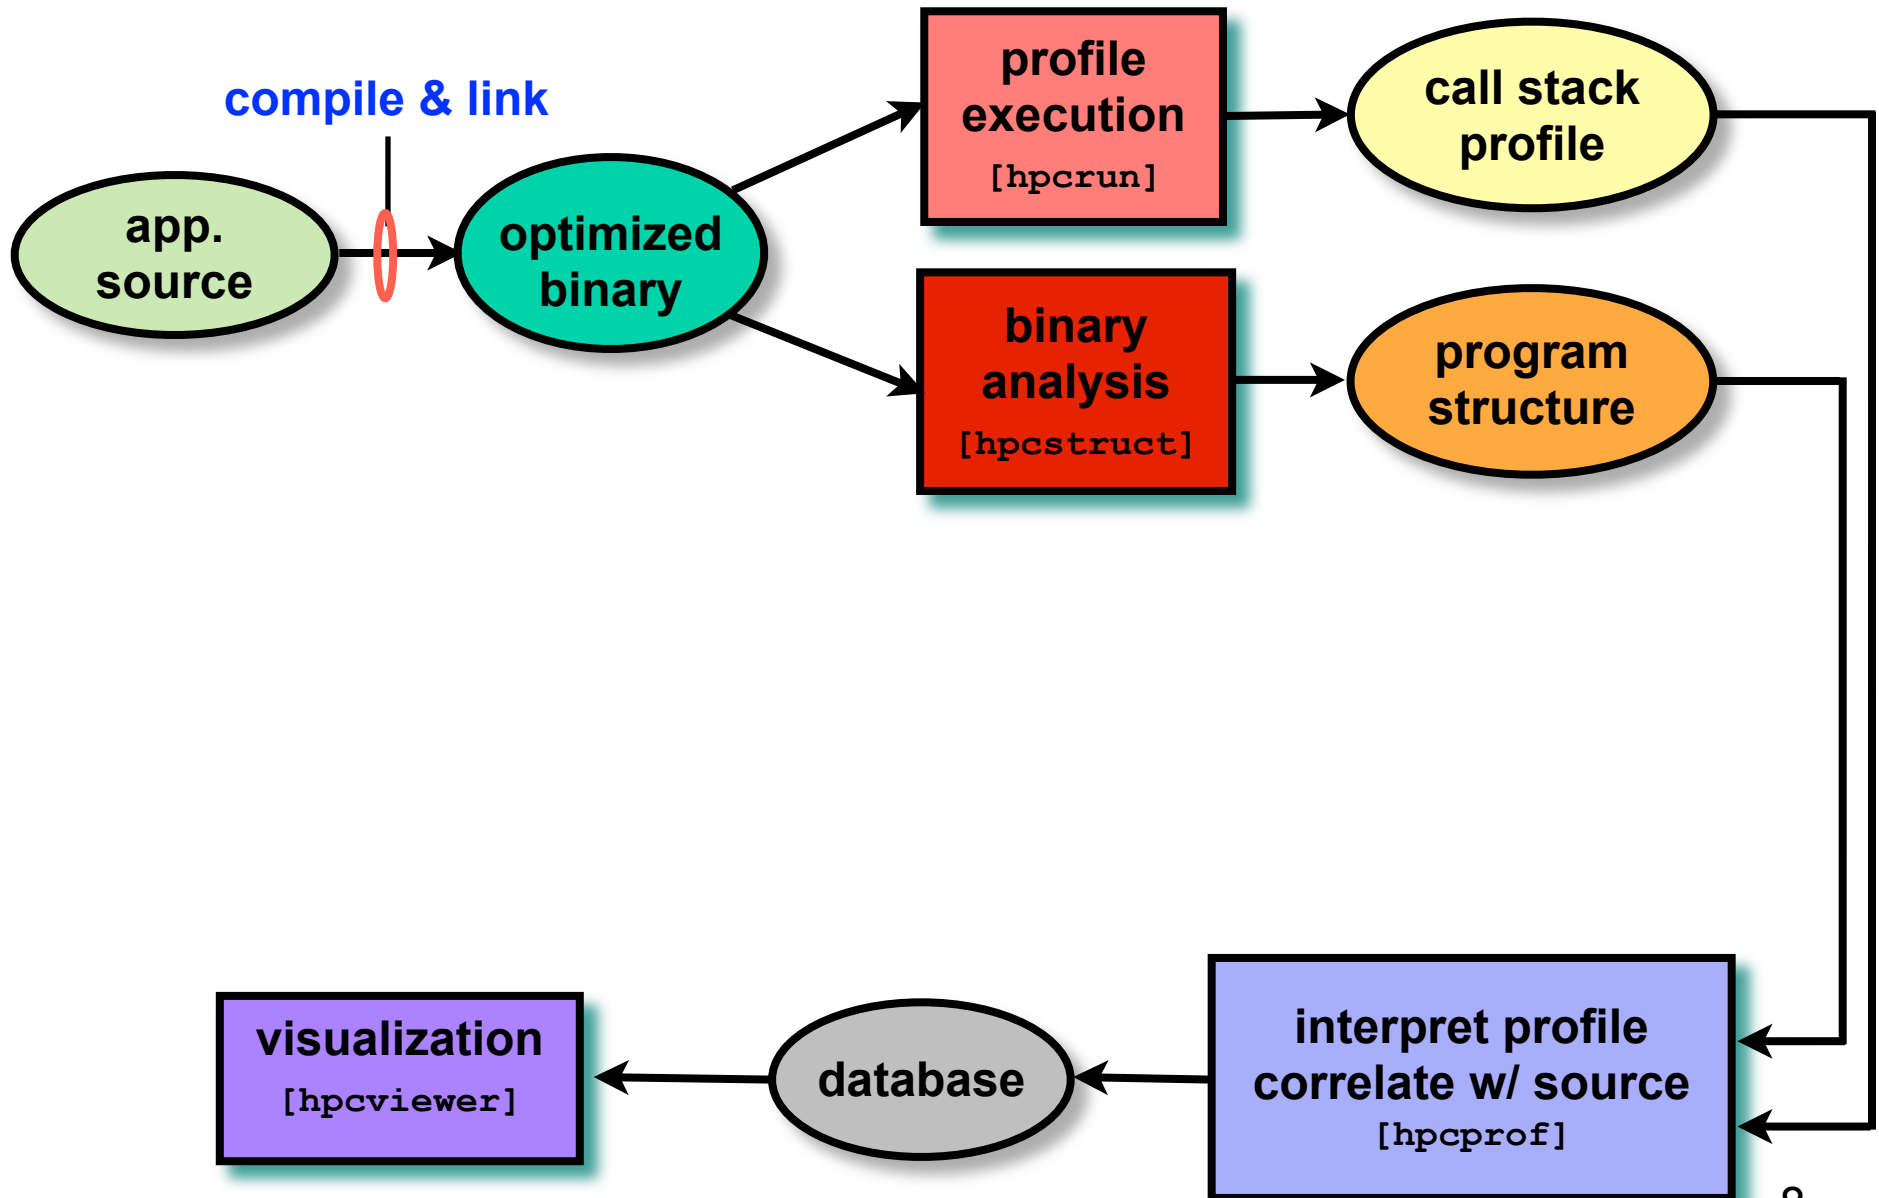 compile & link
app.
source
optimized
binary
profile
execution
[hpcrun]
call stack
profile
binary
analysis
[hpcstruct]
program
structure
visualization
[hpcviewer]
database
interpret profile
correlate w/ source
[hpcprof]